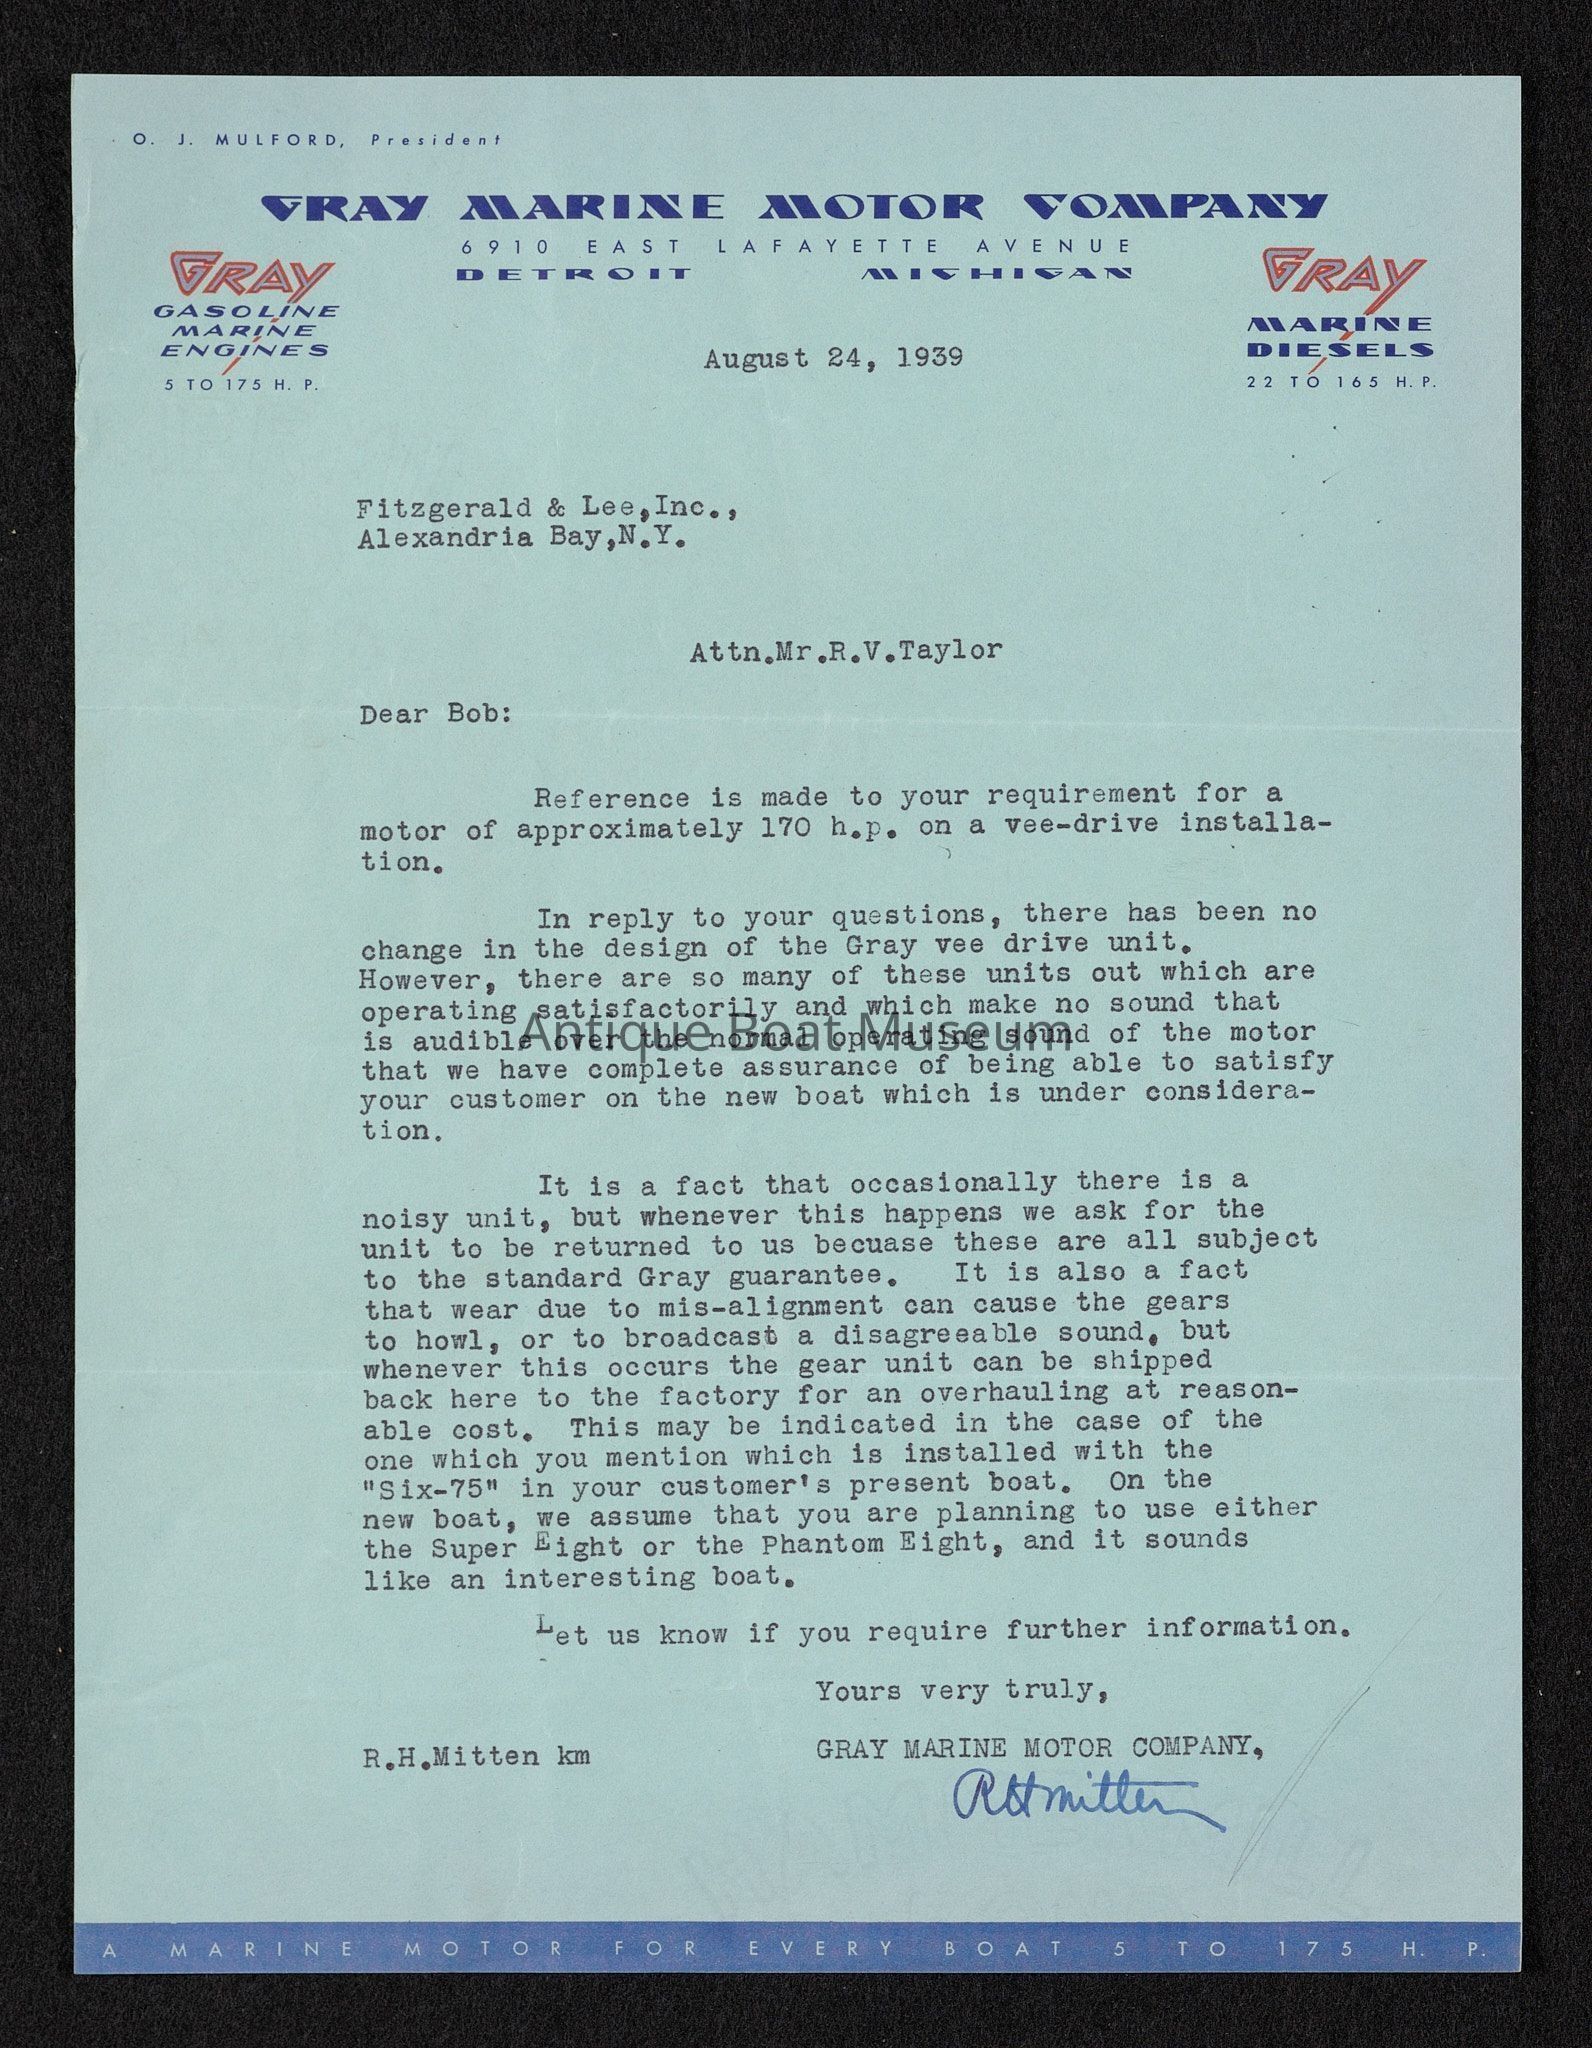 O. J. MULFORD, President
GRAY MARINE MOTOR COMPANY
6910 EAST LAFAYETTE AVENUE
DETROIT MICHIGAN
GRAY
GASOLINE
MARINE
ENGINES
5 TO 175 H. P.
GRAY
MARINE
DIESELS
22 TO 165 H. P.
August 24, 1939
Fitzgerald & Lee,Inc.,
Alexandria Bay,N.Y.
Attn.Mr.R.V.Taylor
Dear Bob:
Reference is made to your requirement for a
motor of approximately 170 h.p. on a vee-drive installa-
tion.
In reply to your questions, there has been no
change in the design of the Gray vee drive unit.
However, there are so many of these units out which are
operating satisfactorily and which make no sound that
is audible over the normal operating sound of the motor
that we have complete assurance of being able to satisfy
your customer on the new boat which is under considera-
tion.
Antique Boat Museum
It is a fact that occasionally there is a
noisy unit, but whenever this happens we ask for the
unit to be returned to us becuase these are all subject
to the standard Gray guarantee. It is also a fact
that wear due to mis-alignment can cause the gears
to howl, or to broadcast a disagreeable sound, but
whenever this occurs the gear unit can be shipped
back here to the factory for an overhauling at reason-
able cost. This may be indicated in the case of the
one which you mention which is installed with the
"Six-75" in your customer's present boat. On the
new boat, we assume that you are planning to use either
the Super Eight or the Phantom Eight, and it sounds
like an interesting boat.
Let us know if you require further information.
Yours very truly,
R.H.Mitten km
GRAY MARINE MOTOR COMPANY,
RHMitten
A MARINE MOTOR FOR EVERY BOAT 5 TO 175 H. P.